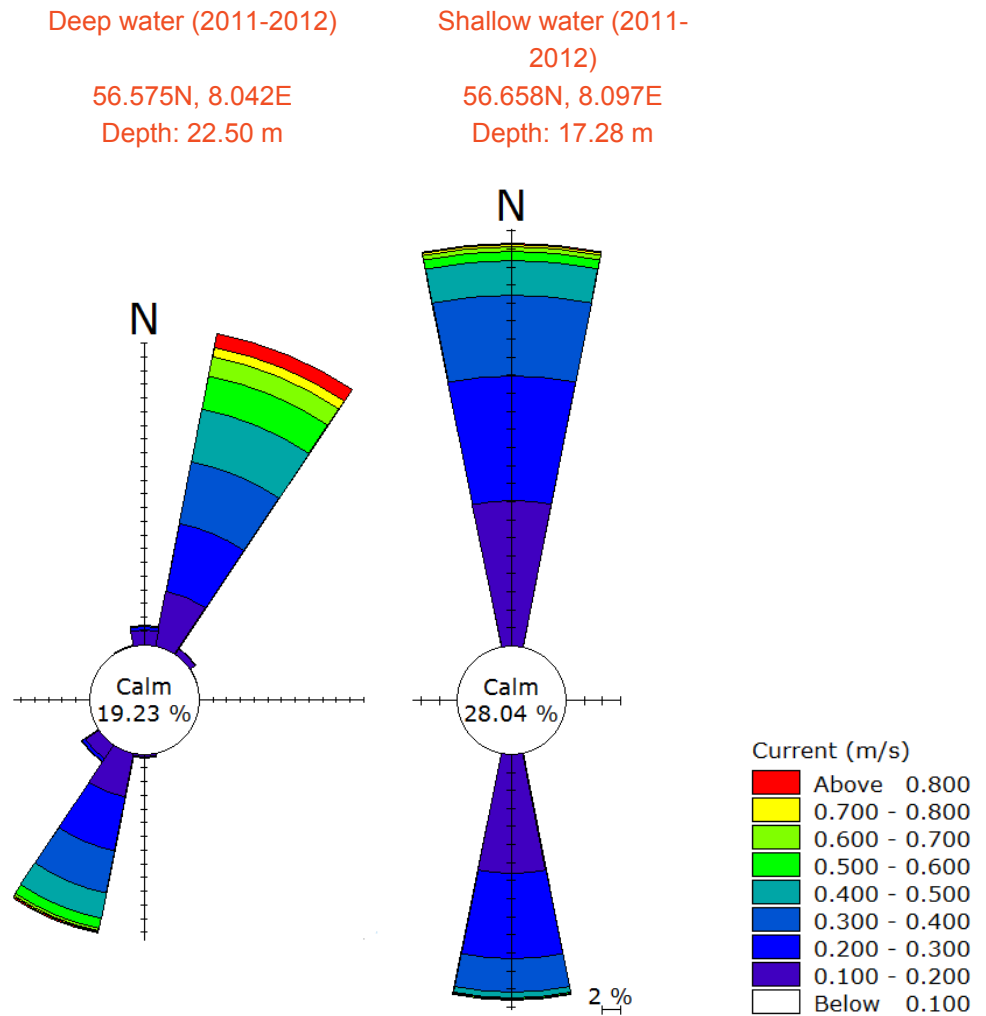 Deep water (2011-2012)
56.575N, 8.042E
Depth: 22.50 m
Shallow water (2011-
2012)
56.658N, 8.097E
Depth: 17.28 m
N
Calm
19.23 %
N
Calm
28.04 %
2 %
Current (m/s)
Above 0.800
0.700 - 0.800
0.600 - 0.700
0.500 - 0.600
0.400 - 0.500
0.300 - 0.400
0.200 - 0.300
0.100 - 0.200
Below 0.100